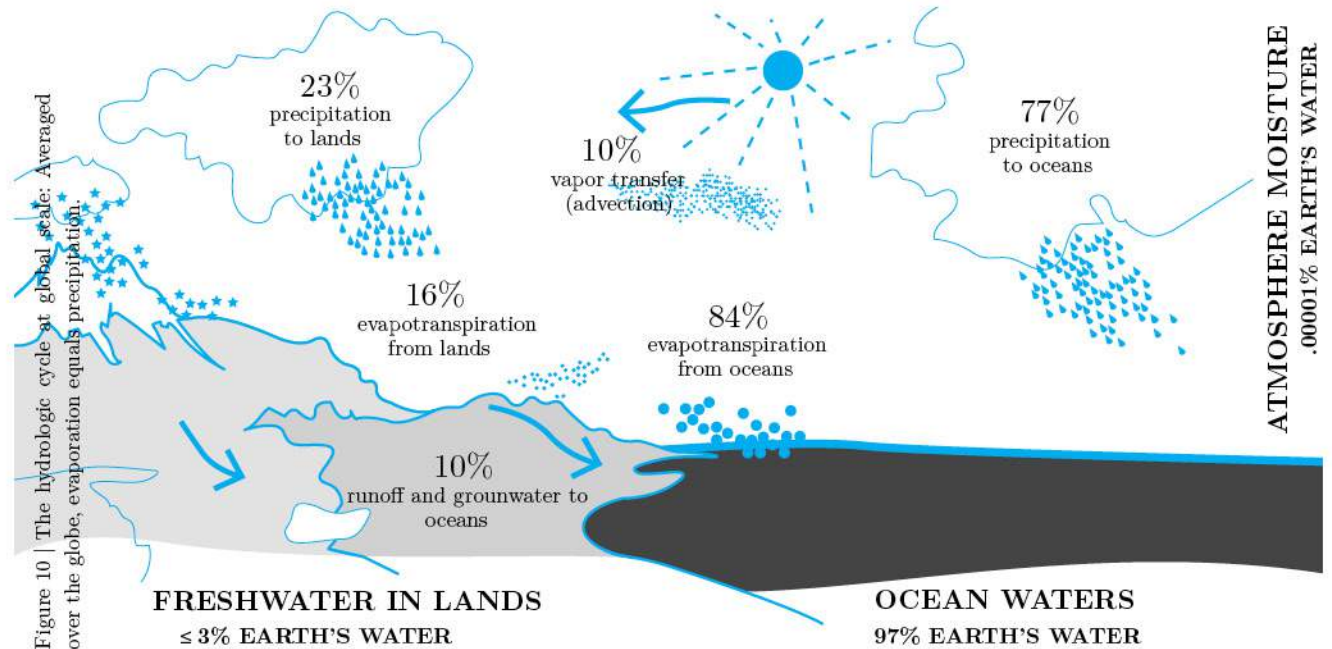 23%
precipitation
to lands
10%
vapor transfer
(advection)
77%
precipitation
to oceans
16%
evapotranspiration
from lands
84%
evapotranspiration
from oceans
10%
runoff and grounwater to
oceans
FRESHWATER IN LANDS
≤ 3% EARTH'S WATER
OCEAN WATERS
97% EARTH'S WATER
ATMOSPHERE MOISTURE
.00001% EARTH'S WATER
Figure 10 | The hydrologic cycle at global scale: Averaged
over the globe, evaporation equals precipitation.